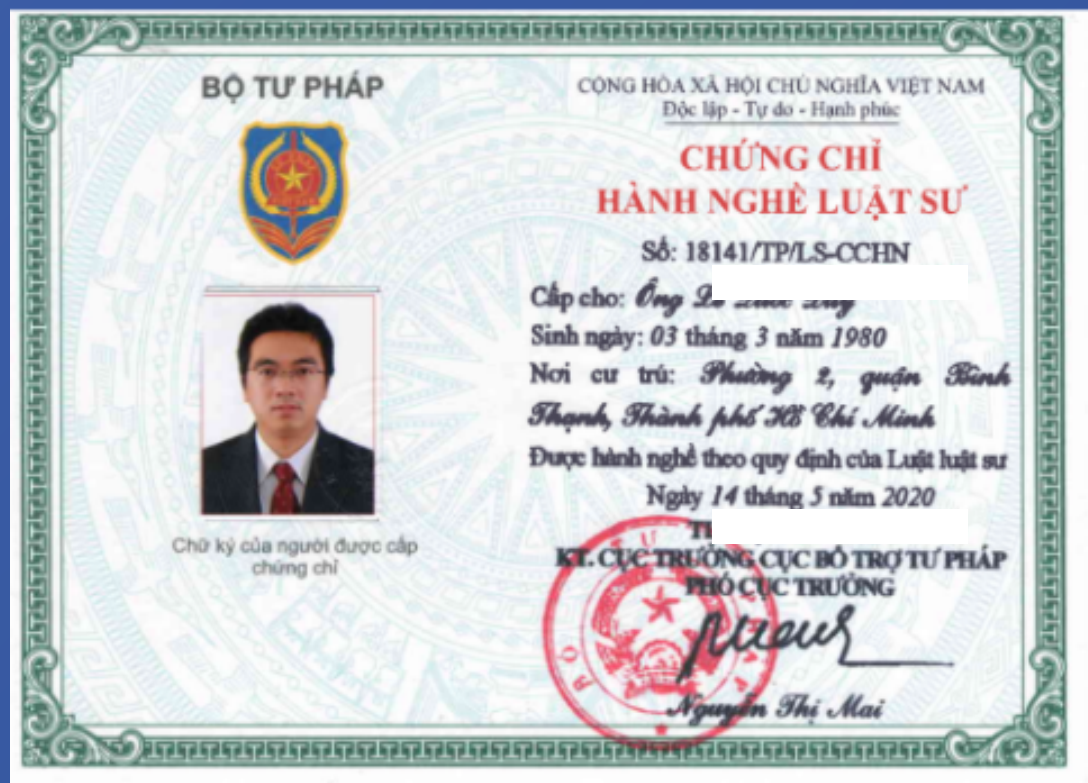 BỘ TƯ PHÁP
CỘNG HÒA XÃ HỘI CHỦ NGHĨA VIỆT NAM
Độc lập - Tự do - Hạnh phúc
CHỨNG CHỈ
HÀNH NGHỀ LUẬT SƯ
Số: 18141/TP/LS-CCHN
Cấp cho: Ông
Sinh ngày: 03 tháng 3 năm 1980
Nơi cư trú: Phường 2, quận Bình
Thạnh, Thành phố Hồ Chí Minh
Được hành nghề theo quy định của Luật luật sư
Ngày 14 tháng 5 năm 2020
KT. CỤC TRƯỞNG CỤC BỔ TRỢ TƯ PHÁP
PHÓ CỤC TRƯỞNG
Nguyễn Thị Mai
Chữ ký của người được cấp
chứng chỉ